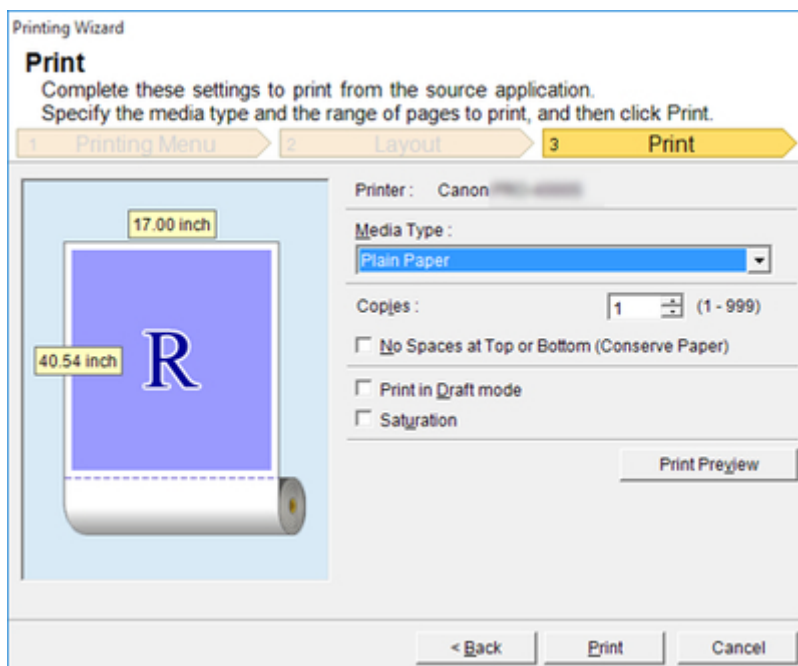 Printing Wizard
Print
Complete these settings to print from the source application.
Specify the media type and the range of pages to print, and then click Print.
1 Printing Menu 2 Layout 3 Print
17.00 inch
40.54 inch
R
Printer : Canon
Media Type :
Plain Paper
Copies : 1 (1 - 999)
No Spaces at Top or Bottom (Conserve Paper)
Print in Draft mode
Saturation
Print Preview
< Back Print Cancel